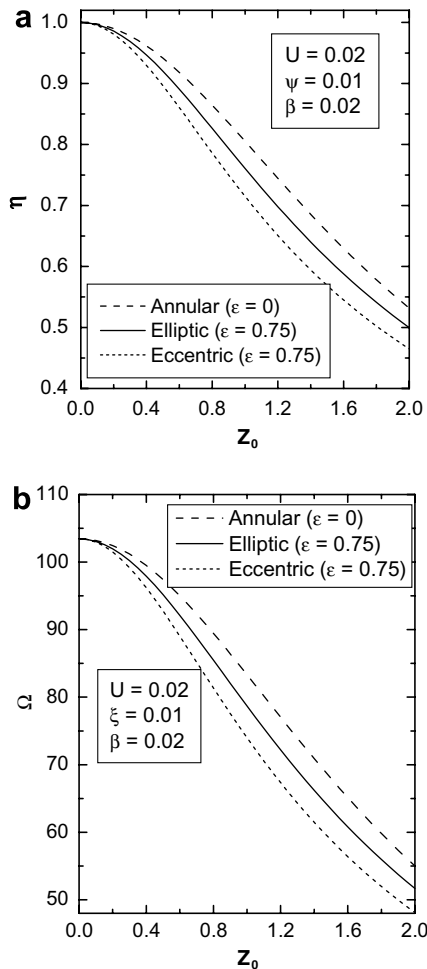 a
1.0
0.9
0.8
0.7
0.6
0.5
0.4
η
U = 0.02
ψ = 0.01
β = 0.02
Annular (ε = 0)
Elliptic (ε = 0.75)
Eccentric (ε = 0.75)
0.0 0.4 0.8 1.2 1.6 2.0
Z₀
b
110
100
90
80
70
60
50
Ω
Annular (ε = 0)
Elliptic (ε = 0.75)
Eccentric (ε = 0.75)
U = 0.02
ξ = 0.01
β = 0.02
0.0 0.4 0.8 1.2 1.6 2.0
Z₀